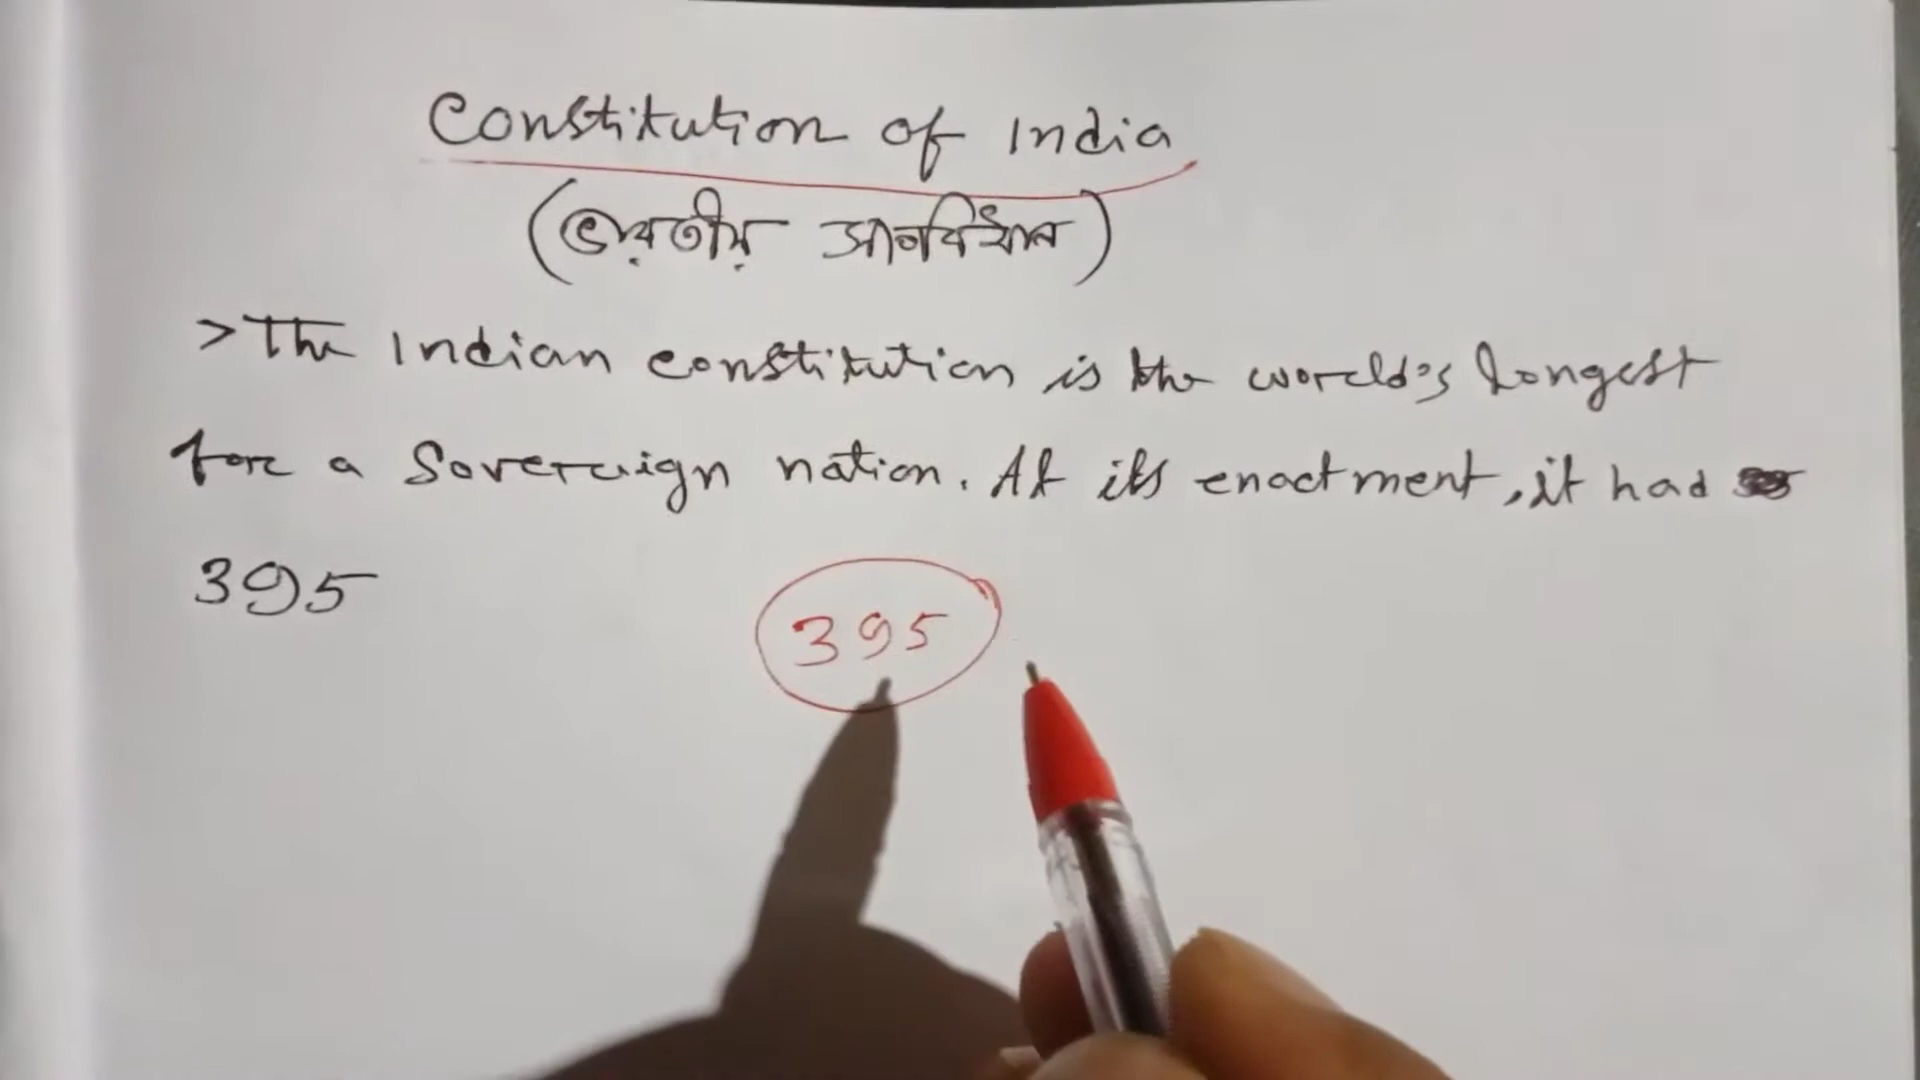 Constitution of India
(ভারতীয় সংবিধান)
> The Indian constitution is the world's longest
for a Sovereign nation. At its enactment, it had
395
395